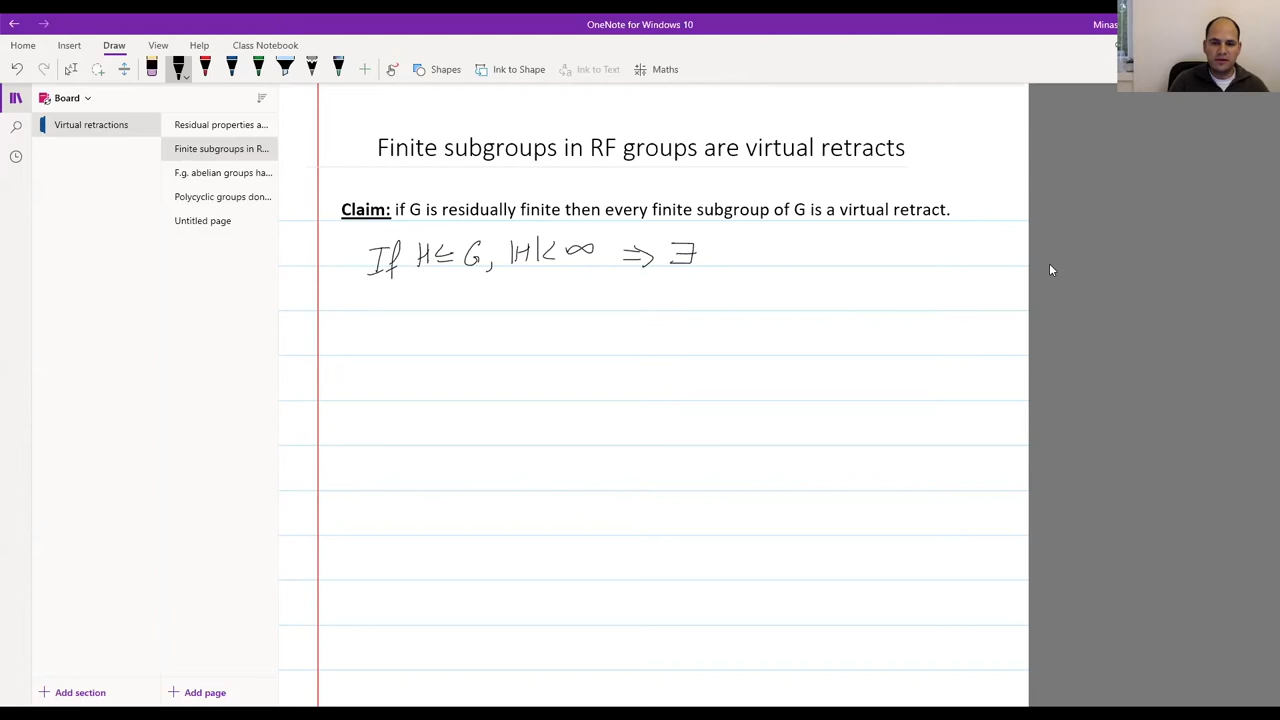 OneNote for Windows 10
Minas
Home Insert Draw View Help Class Notebook
Shapes Ink to Shape Ink to Text Maths
Board
Virtual retractions
Residual properties a...
Finite subgroups in R...
F.g. abelian groups ha...
Polycyclic groups don...
Untitled page
Finite subgroups in RF groups are virtual retracts
Claim: if G is residually finite then every finite subgroup of G is a virtual retract.
If H ≤ G, |H| < ∞ ⇒ ∃
Add section Add page